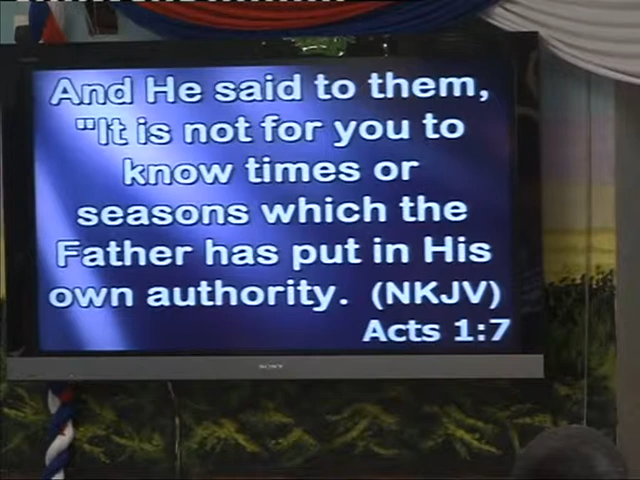 And He said to them,
"It is not for you to
know times or
seasons which the
Father has put in His
own authority. (NKJV)
Acts 1:7
SONY